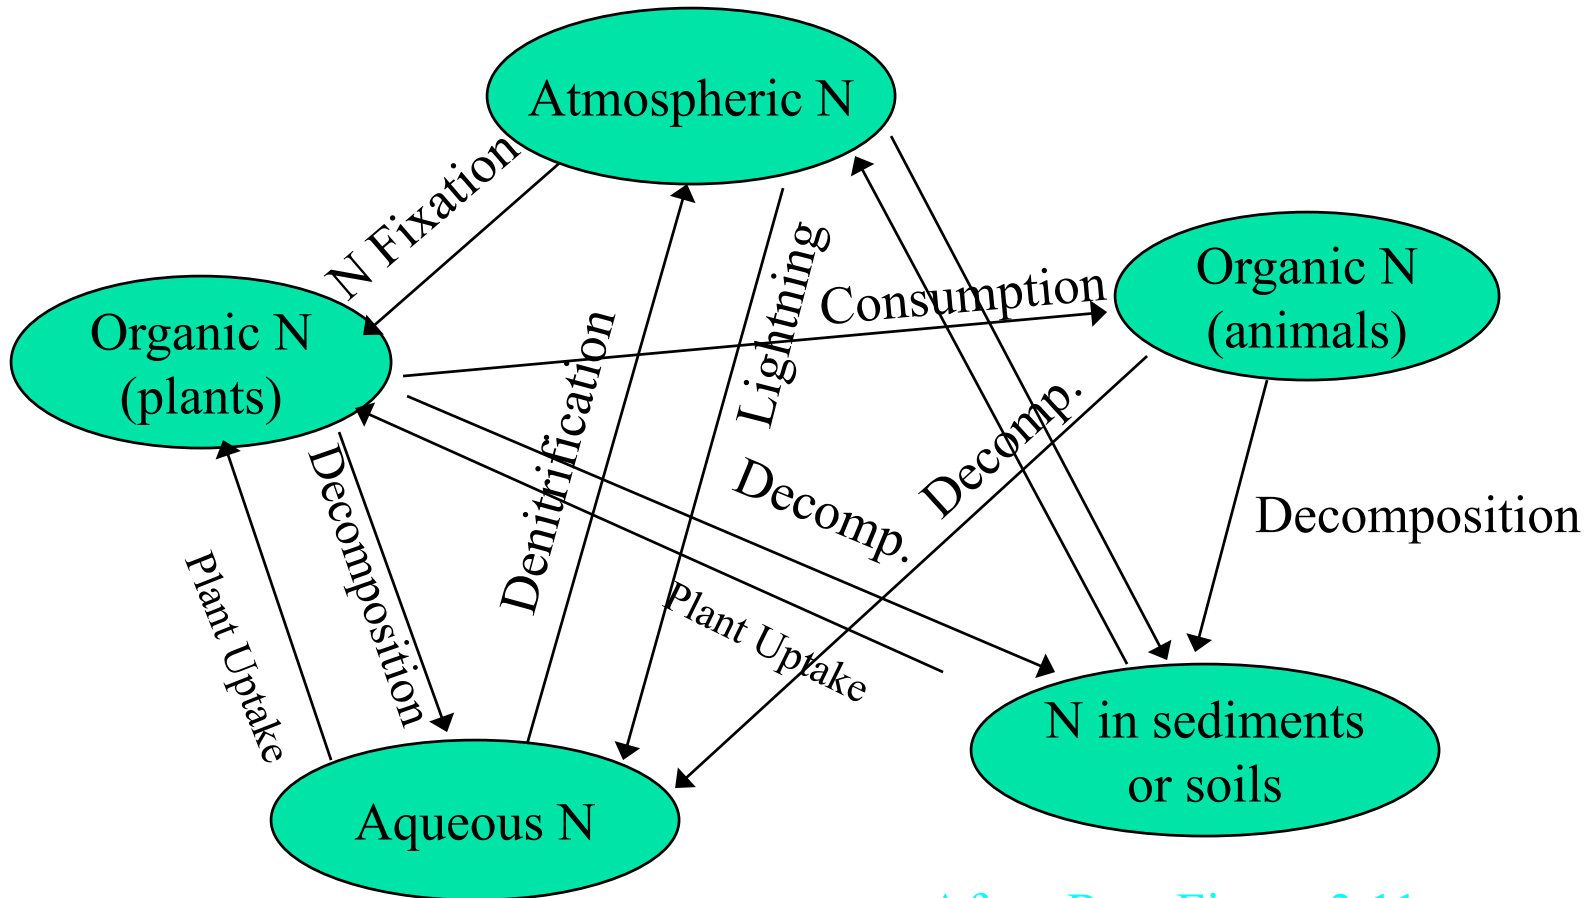 Atmospheric N
N Fixation
Organic N
(animals)
Consumption
Lightning
Organic N
(plants)
Denitrification
Decomp.
Decomp.
Decomposition
Decomposition
Plant Uptake
Plant Uptake
N in sediments
or soils
Aqueous N